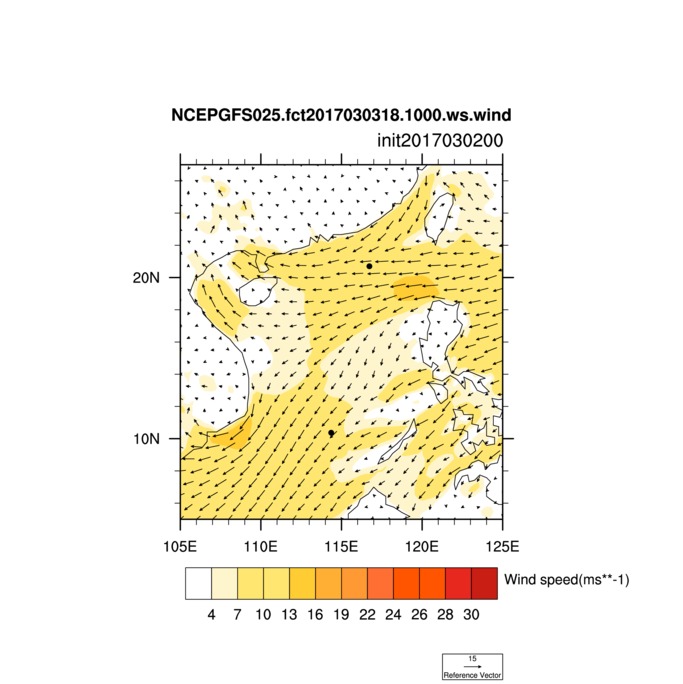 NCEPGFS025.fct2017030318.1000.ws.wind
init2017030200
20N
10N
105E 110E 115E 120E 125E
Wind speed(ms**-1)
4 7 10 13 16 19 22 24 26 28 30
15
Reference Vector